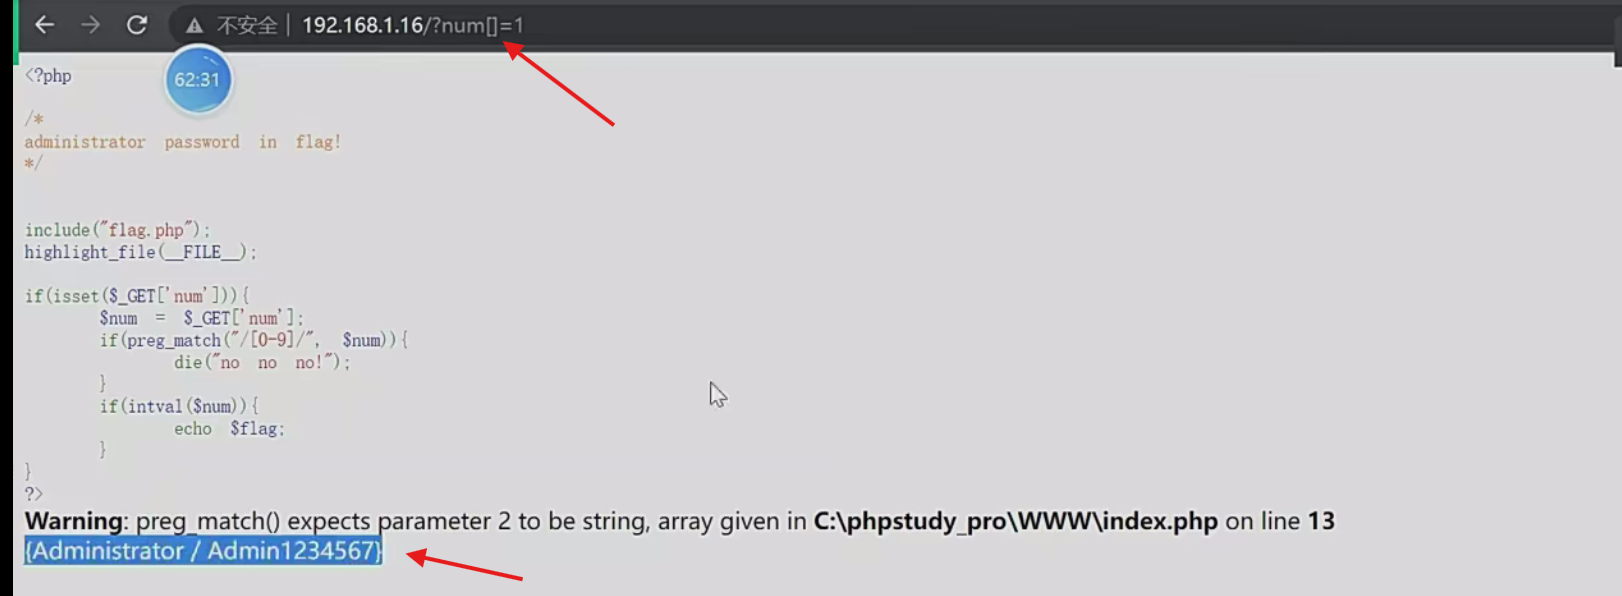 不安全 | 192.168.1.16/?num[]=1
<?php
62:31
/*
administrator password in flag!
*/
include("flag.php");
highlight_file(__FILE__);
if(isset($_GET['num'])){
$num = $_GET['num'];
if(preg_match("/[0-9]/", $num)){
die("no no no!");
}
if(intval($num)){
echo $flag;
}
}
?>
Warning: preg_match() expects parameter 2 to be string, array given in C:\phpstudy_pro\WWW\index.php on line 13
{Administrator / Admin1234567}